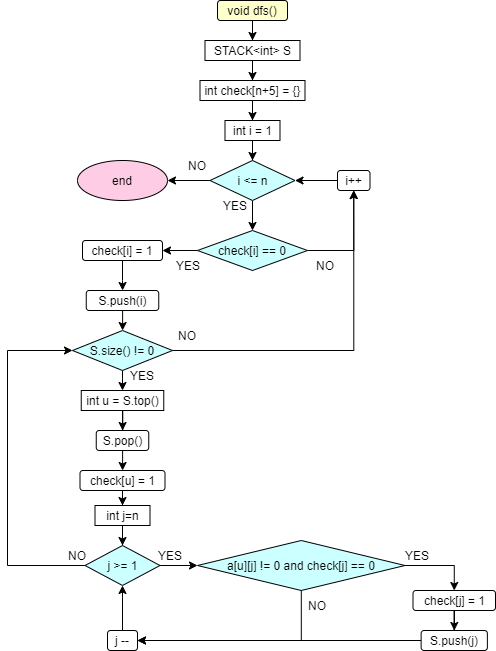 void dfs()
STACK<int> S
int check[n+5] = {}
int i = 1
NO
end
i <= n
i++
YES
check[i] = 1
check[i] == 0
YES
NO
S.push(i)
NO
S.size() != 0
YES
int u = S.top()
S.pop()
check[u] = 1
int j=n
NO
YES
YES
j >= 1
a[u][j] != 0 and check[j] == 0
NO
check[j] = 1
j --
S.push(j)